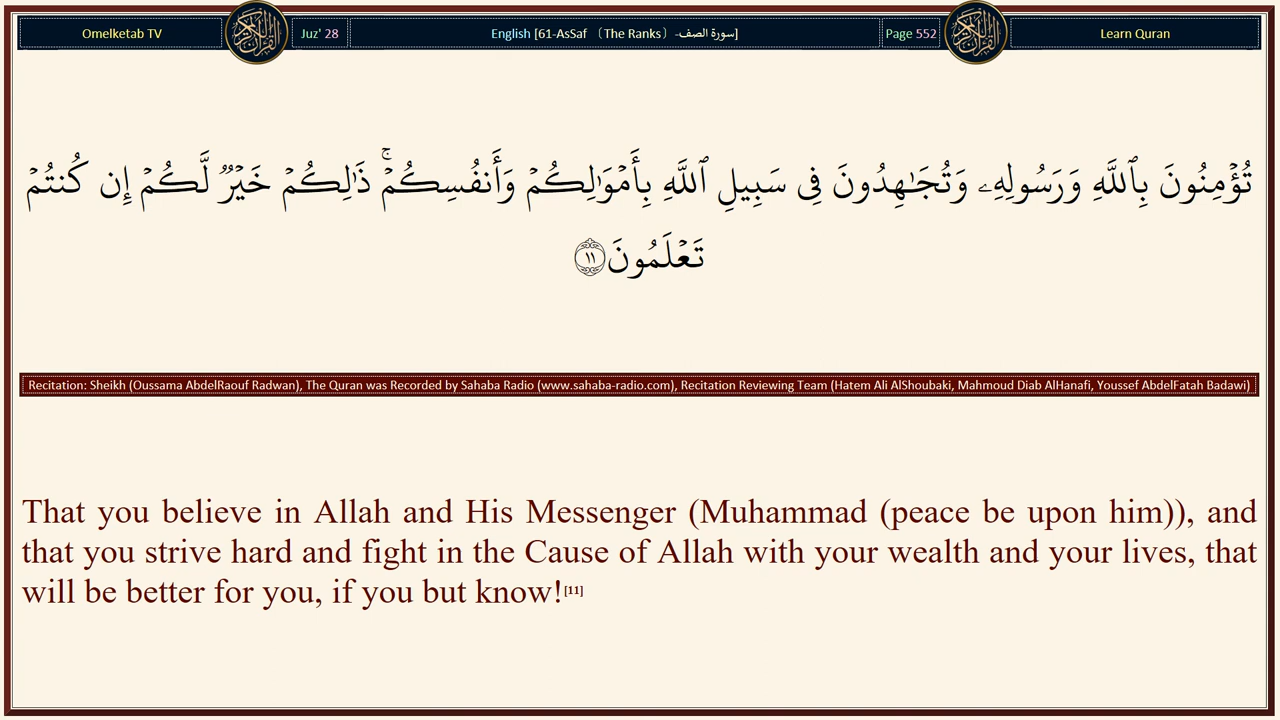 Omelketab TV
Juz' 28
English [61-AsSaf （The Ranks） -سورة الصف]
Page 552
Learn Quran
تُؤۡمِنُونَ بِٱللَّهِ وَرَسُولِهِۦ وَتُجَٰهِدُونَ فِي سَبِيلِ ٱللَّهِ بِأَمۡوَٰلِكُمۡ وَأَنفُسِكُمۡۚ ذَٰلِكُمۡ خَيۡرٞ لَّكُمۡ إِن كُنتُمۡ
تَعۡلَمُونَ ١١
Recitation: Sheikh (Oussama AbdelRaouf Radwan), The Quran was Recorded by Sahaba Radio (www.sahaba-radio.com), Recitation Reviewing Team (Hatem Ali AlShoubaki, Mahmoud Diab AlHanafi, Youssef AbdelFatah Badawi)
That you believe in Allah and His Messenger (Muhammad (peace be upon him)), and
that you strive hard and fight in the Cause of Allah with your wealth and your lives, that
will be better for you, if you but know![11]